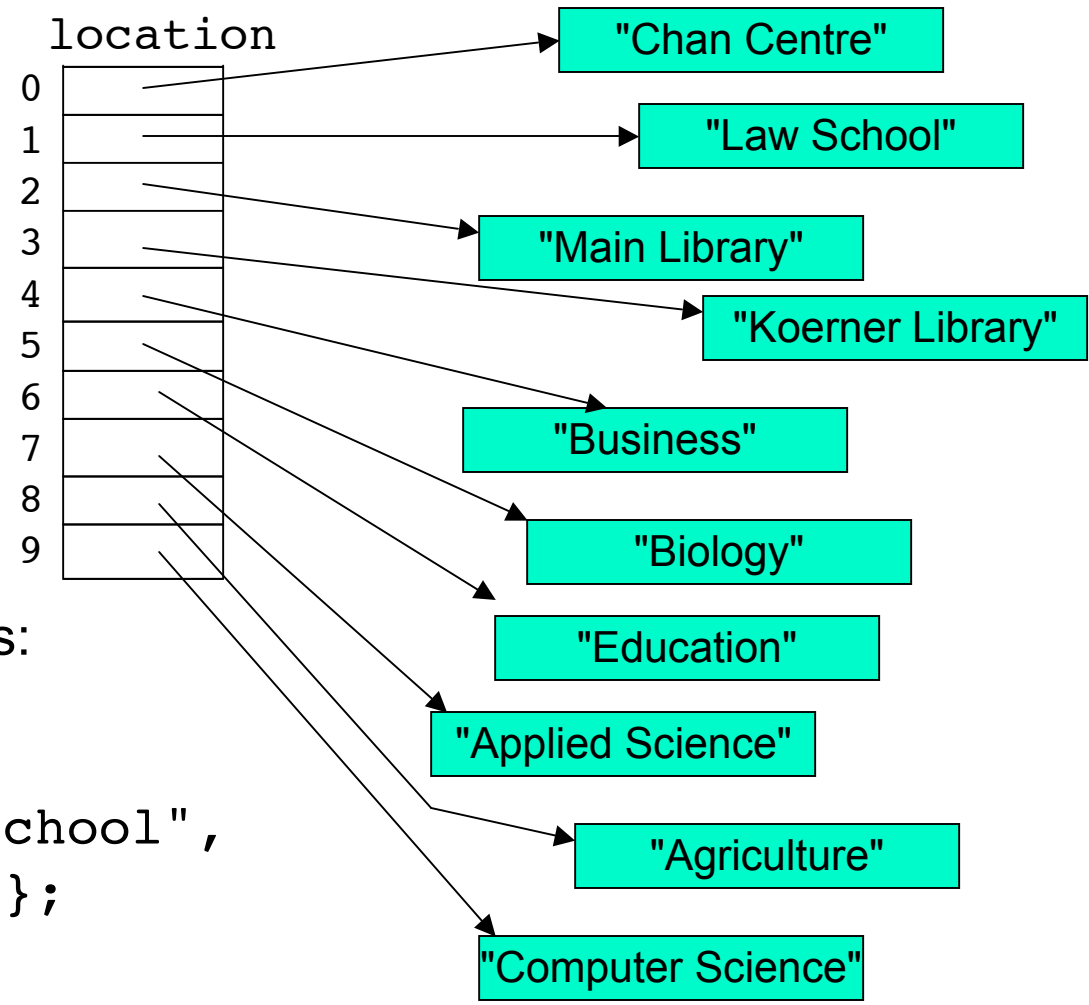 location
0
"Chan Centre"
1
"Law School"
2
"Main Library"
3
"Koerner Library"
4
"Business"
5
"Biology"
6
"Education"
7
"Applied Science"
8
"Agriculture"
9
"Computer Science"
s:
chool",
};